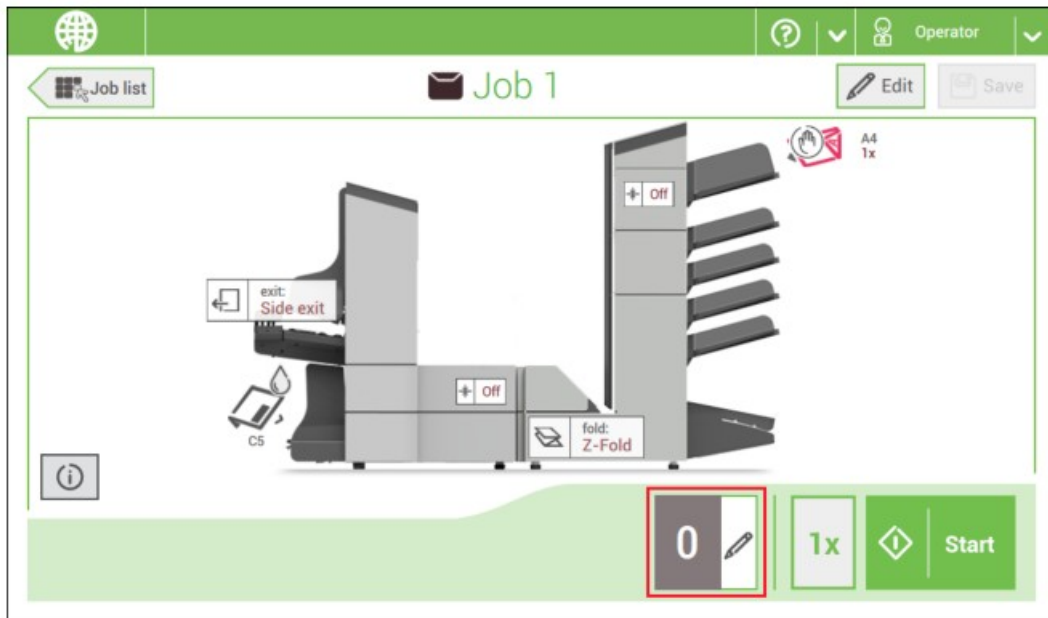 Operator
Job list
Job 1
Edit
Save
A4
1x
Off
exit:
Side exit
Off
C5
fold:
Z-Fold
0
1x
Start